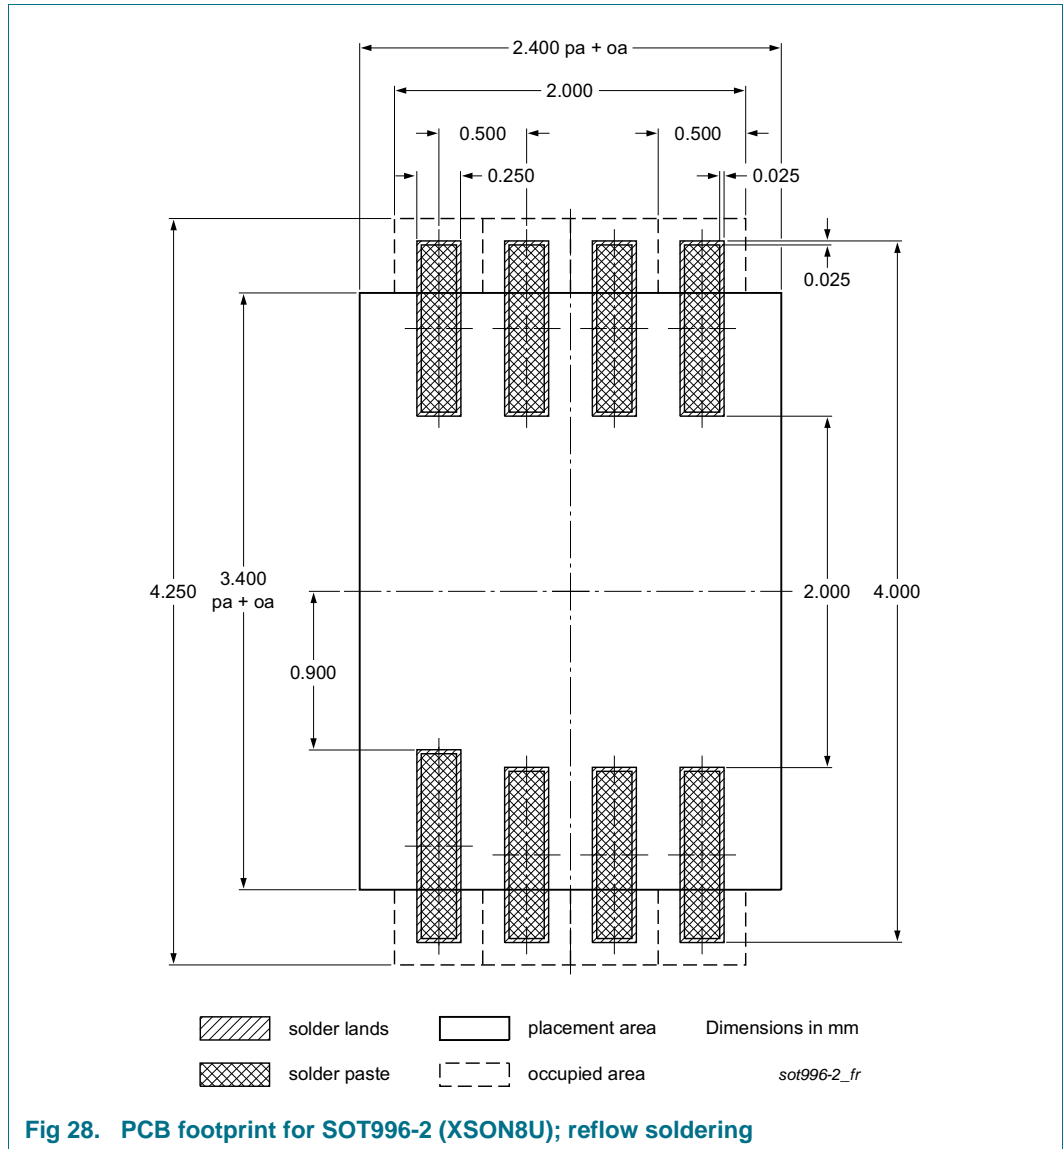 2.400 pa + oa
2.000
0.500
0.500
0.250
0.025
0.025
4.250
3.400
pa + oa
2.000
4.000
0.900
solder lands
placement area
Dimensions in mm
solder paste
occupied area
sot996-2_fr
Fig 28. PCB footprint for SOT996-2 (XSON8U); reflow soldering